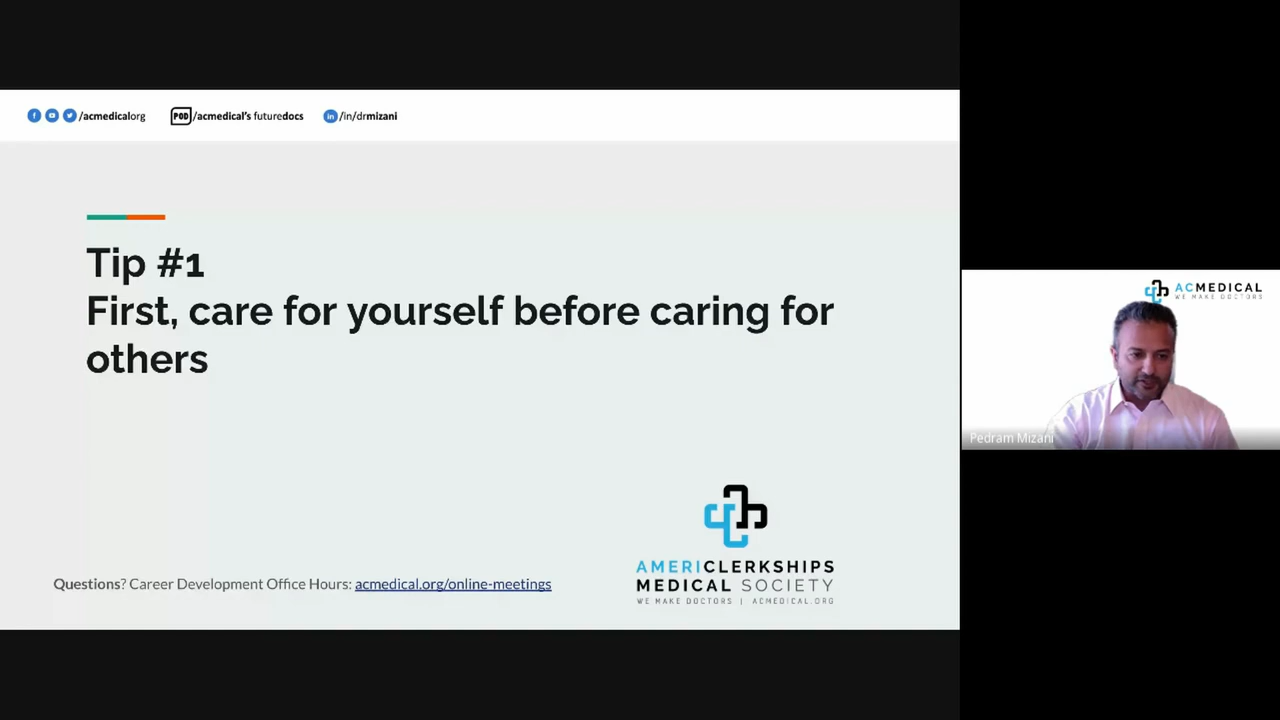 /acmedicalorg POD /acmedical's futuredocs in /in/drmizani
Tip #1
First, care for yourself before caring for
others
Questions? Career Development Office Hours: acmedical.org/online-meetings
AMERICLERKSHIPS
MEDICAL SOCIETY
WE MAKE DOCTORS | ACMEDICAL.ORG
ACMEDICAL
WE MAKE DOCTORS
Pedram Mizani